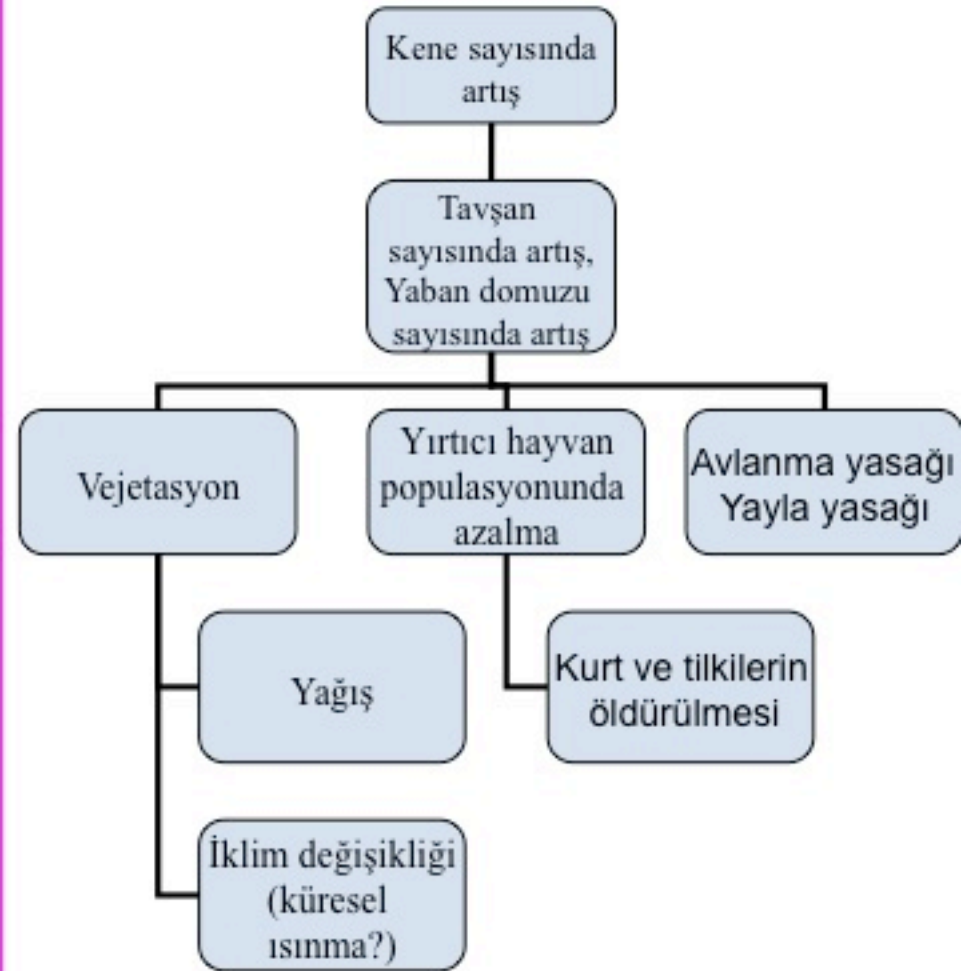 Kene sayısında
artış
Tavşan
sayısında artış,
Yaban domuzu
sayısında artış
Vejetasyon
Yırtıcı hayvan
populasyonunda
azalma
Avlanma yasağı
Yayla yasağı
Yağış
Kurt ve tilkilerin
öldürülmesi
İklim değişikliği
(küresel
ısınma?)